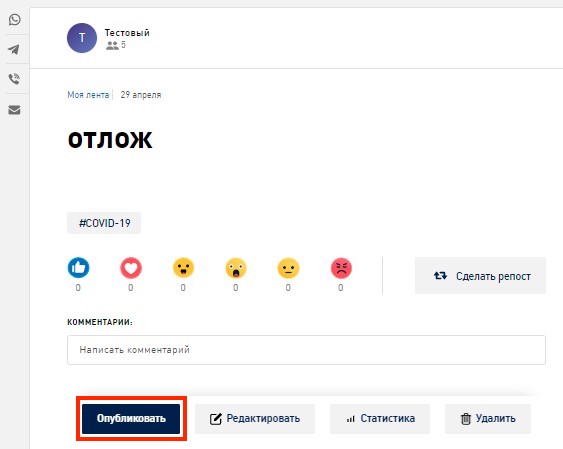 Т
Тестовый
5
Моя лента 29 апреля
отлож
#COVID-19
0 0 0 0 0 0
Сделать репост
КОММЕНТАРИИ:
Написать комментарий
Опубликовать Редактировать Статистика Удалить